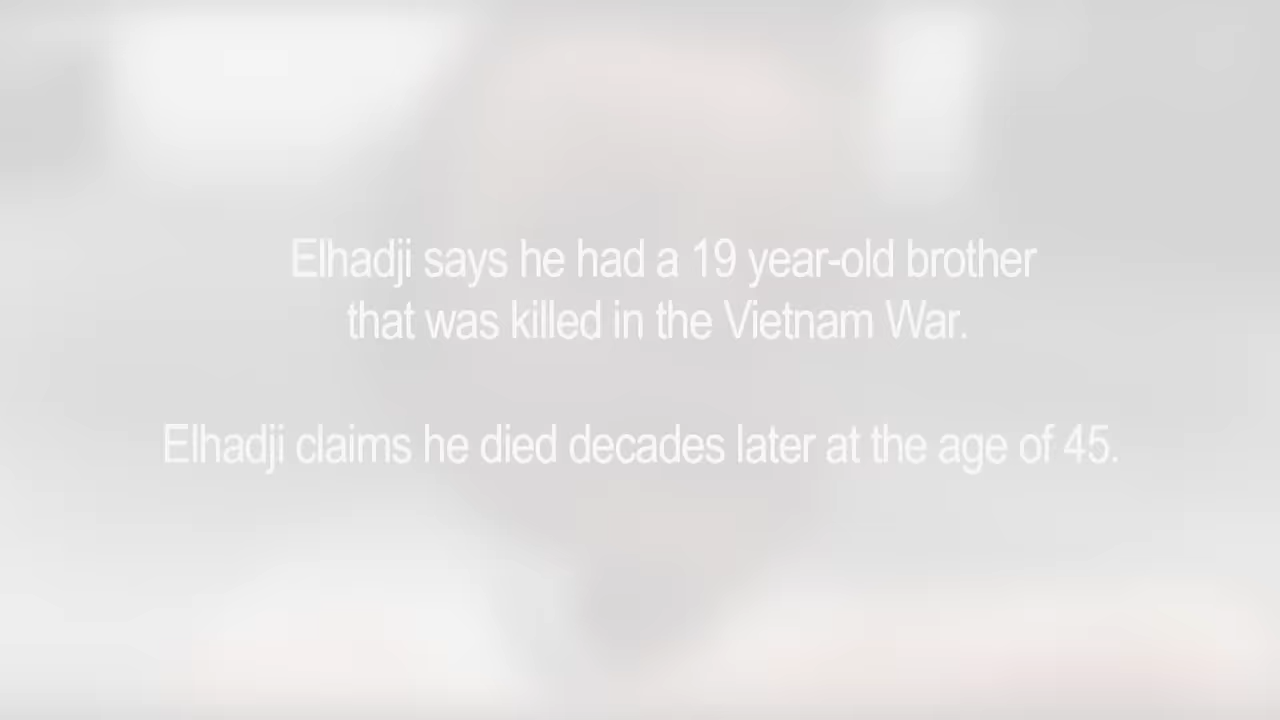 Elhadji says he had a 19 year-old brother
that was killed in the Vietnam War.
Elhadji claims he died decades later at the age of 45.